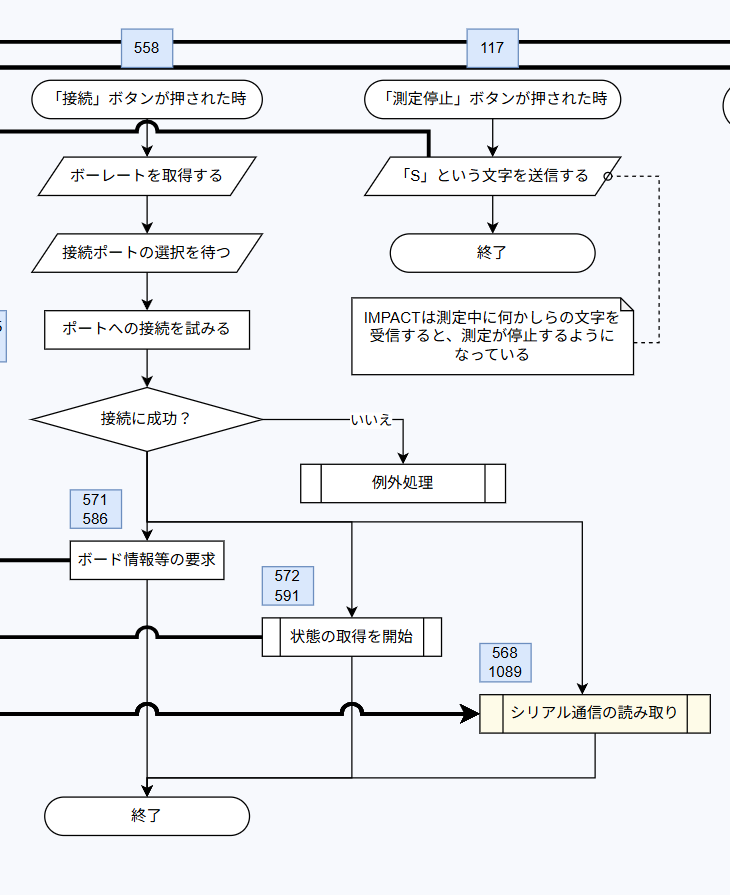 558
117
「接続」ボタンが押された時
「測定停止」ボタンが押された時
ボーレートを取得する
「S」という文字を送信する
接続ポートの選択を待つ
終了
ポートへの接続を試みる
IMPACTは測定中に何かしらの文字を
受信すると、測定が停止するように
なっている
接続に成功？
いいえ
例外処理
571
586
ボード情報等の要求
572
591
状態の取得を開始
568
1089
シリアル通信の読み取り
終了